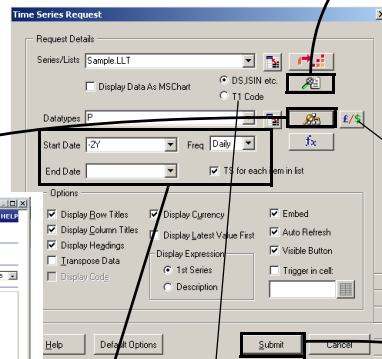 Time Series Request
Request Details
Series/Lists Sample.LLT
Display Data As MSChart
DS,ISIN etc.
T1 Code
Datatypes P
£/$
Start Date -ZY Freq Daily
fx
End Date TS for each item in list
Options
HELP
Display Row Titles Display Currency Embed
Display Column Titles Display Latest Value First Auto Refresh
Display Headings Visible Button
Transpose Data Display Expression Trigger in cell:
Display Code 1st Series
Description
Help Default Options Submit Cancel